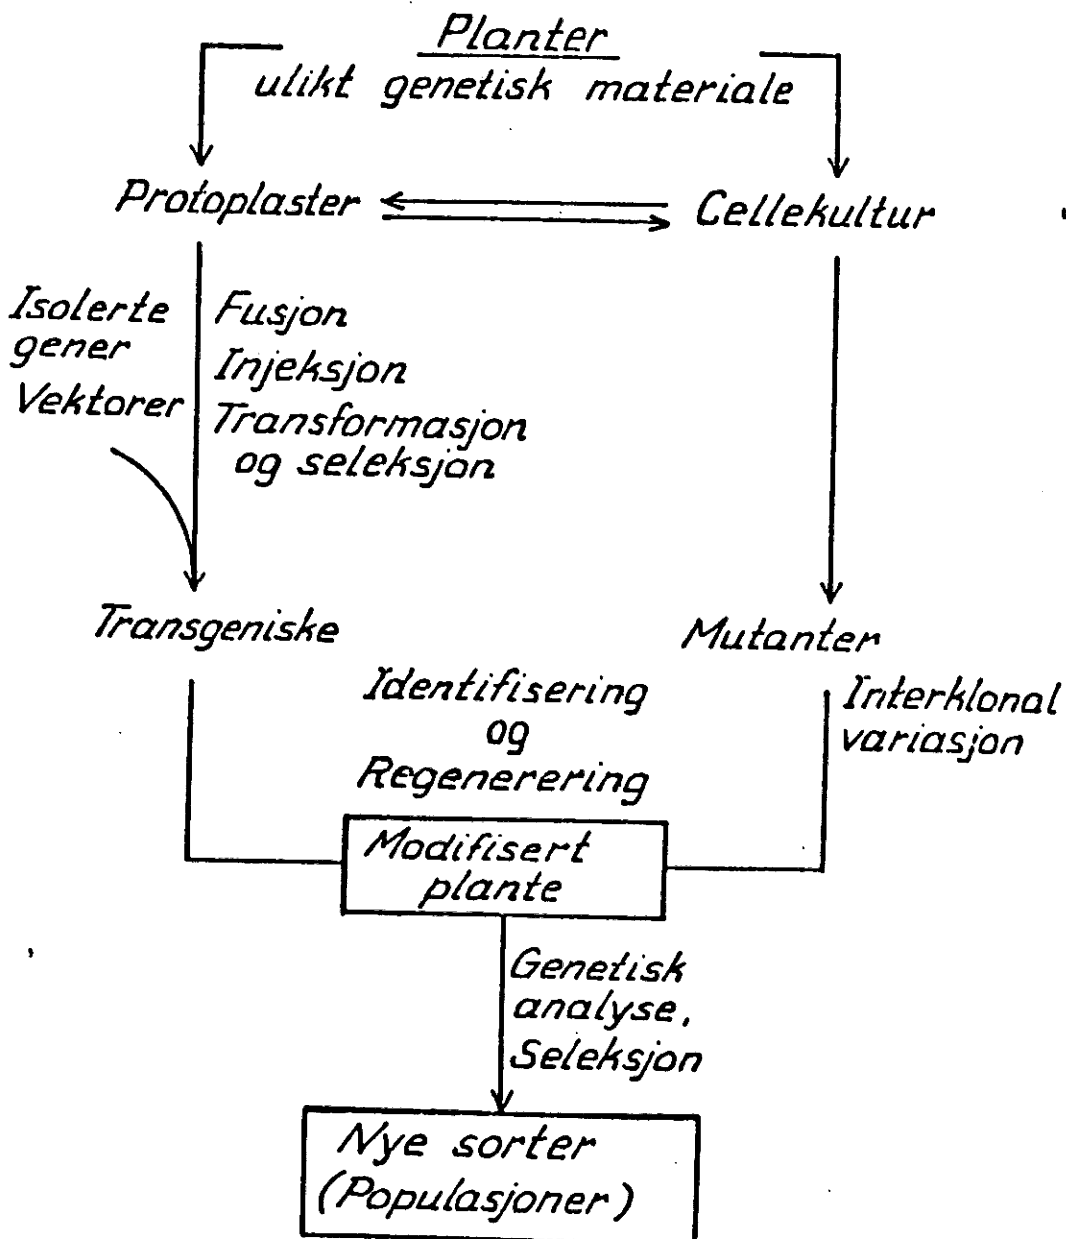 Planter
ulikt genetisk materiale
Protoplaster
Cellekultur
Isolerte
gener
Vektorer
Fusjon
Injeksjon
Transformasjon
og seleksjon
Transgeniske
Mutanter
Interklonal
variasjon
Identifisering
og
Regenerering
Modifisert
plante
Genetisk
analyse,
Seleksjon
Nye sorter
(Populasjoner)